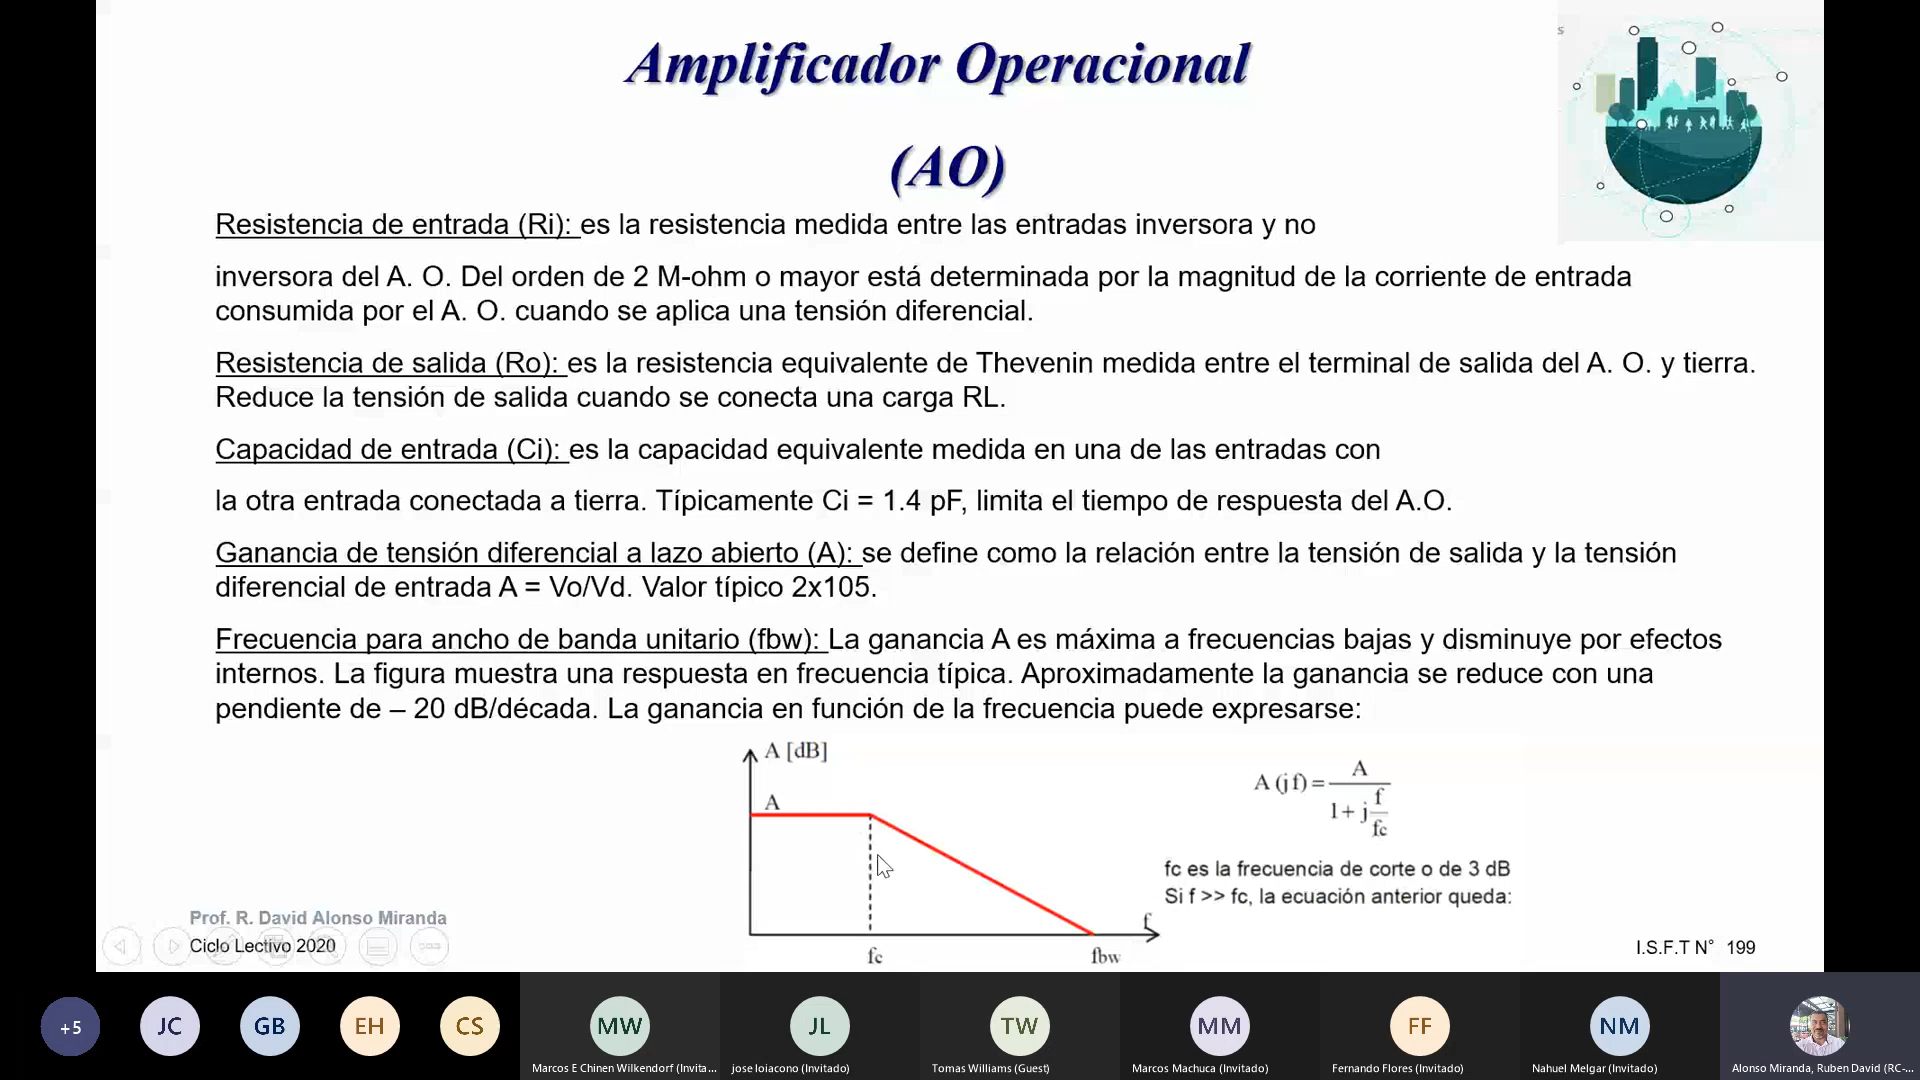 s
Amplificador Operacional
(AO)
Resistencia de entrada (Ri): es la resistencia medida entre las entradas inversora y no
inversora del A. O. Del orden de 2 M-ohm o mayor está determinada por la magnitud de la corriente de entrada
consumida por el A. O. cuando se aplica una tensión diferencial.
Resistencia de salida (Ro): es la resistencia equivalente de Thevenin medida entre el terminal de salida del A. O. y tierra.
Reduce la tensión de salida cuando se conecta una carga RL.
Capacidad de entrada (Ci): es la capacidad equivalente medida en una de las entradas con
la otra entrada conectada a tierra. Típicamente Ci = 1.4 pF, limita el tiempo de respuesta del A.O.
Ganancia de tensión diferencial a lazo abierto (A): se define como la relación entre la tensión de salida y la tensión
diferencial de entrada A = Vo/Vd. Valor típico 2x105.
Frecuencia para ancho de banda unitario (fbw): La ganancia A es máxima a frecuencias bajas y disminuye por efectos
internos. La figura muestra una respuesta en frecuencia típica. Aproximadamente la ganancia se reduce con una
pendiente de – 20 dB/década. La ganancia en función de la frecuencia puede expresarse:
A [dB]
A
f
fc
fbw
A (j f) = A / (1 + j f/fc)
fc es la frecuencia de corte o de 3 dB
Si f >> fc, la ecuación anterior queda:
Prof. R. David Alonso Miranda
Ciclo Lectivo 2020
I.S.F.T N° 199
+5
JC
GB
EH
CS
MW
JL
TW
MM
FF
NM
Marcos E Chinen Wilkendorf (Invita...
jose loiacono (Invitado)
Tomas Williams (Guest)
Marcos Machuca (Invitado)
Fernando Flores (Invitado)
Nahuel Melgar (Invitado)
Alonso Miranda, Ruben David (RC-...